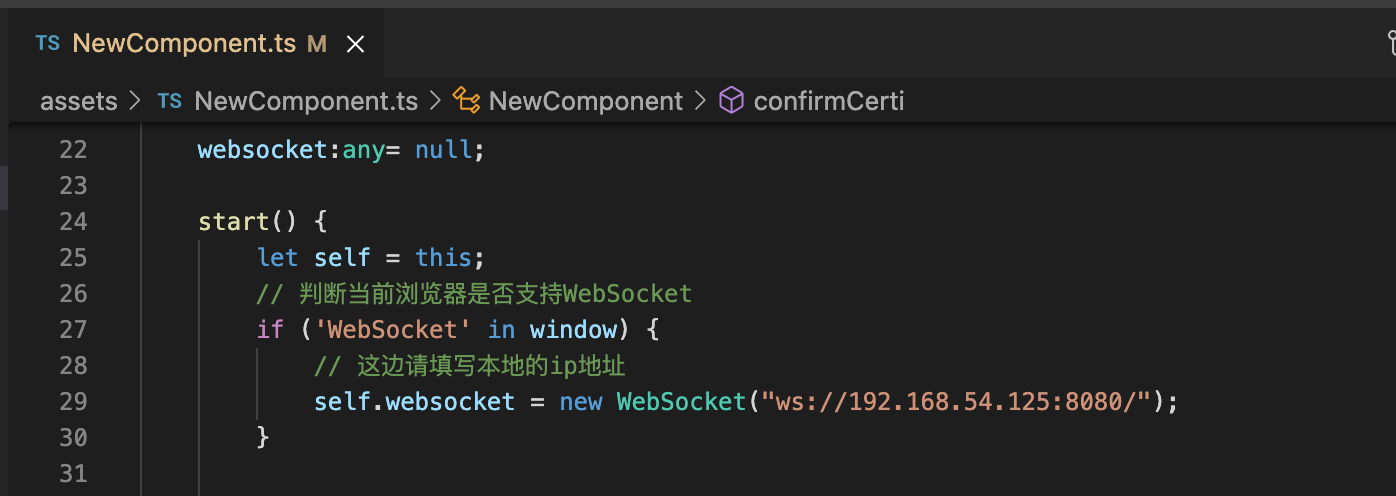 TS NewComponent.ts M
assets > TS NewComponent.ts > NewComponent > confirmCerti
22 websocket:any= null;
23
24 start() {
25 let self = this;
26 // 判断当前浏览器是否支持WebSocket
27 if ('WebSocket' in window) {
28 // 这边请填写本地的ip地址
29 self.websocket = new WebSocket("ws://192.168.54.125:8080/");
30 }
31